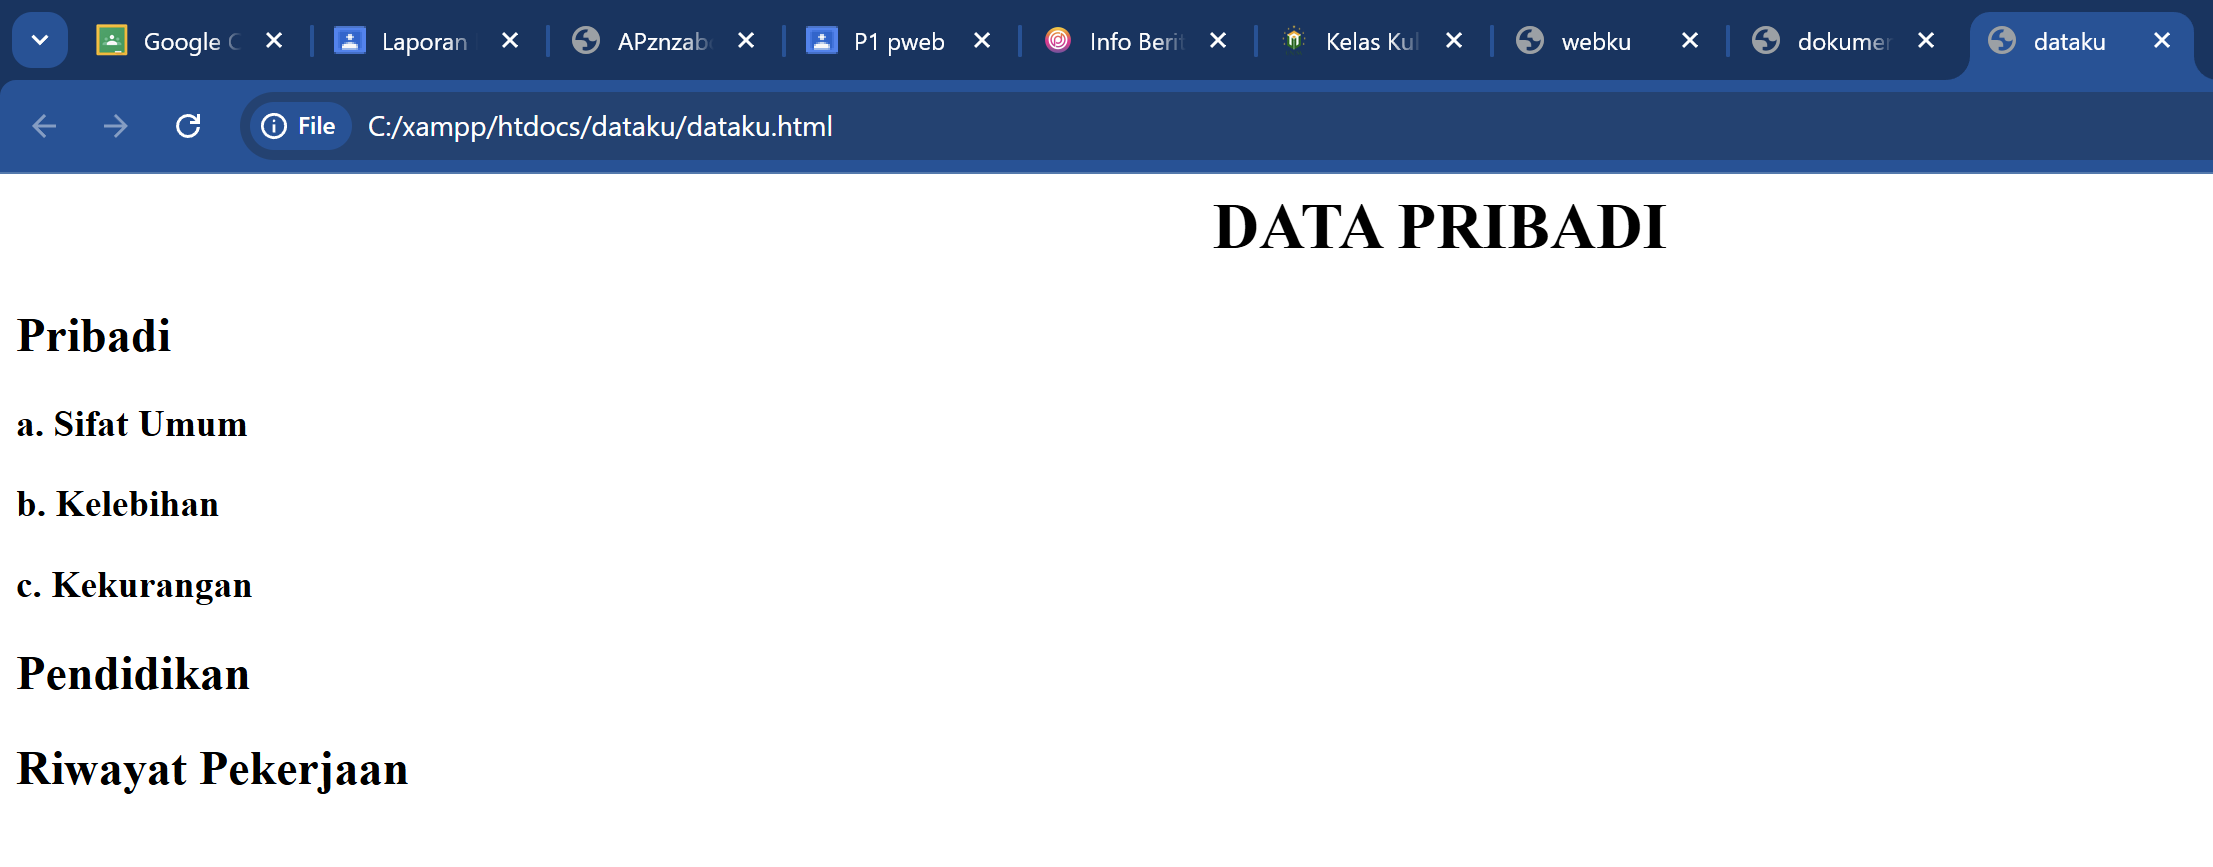 Google C
Laporan
APznzab
P1 pweb
Info Berit
Kelas Kul
webku
dokumen
dataku
File
C:/xampp/htdocs/dataku/dataku.html
DATA PRIBADI
Pribadi
a. Sifat Umum
b. Kelebihan
c. Kekurangan
Pendidikan
Riwayat Pekerjaan